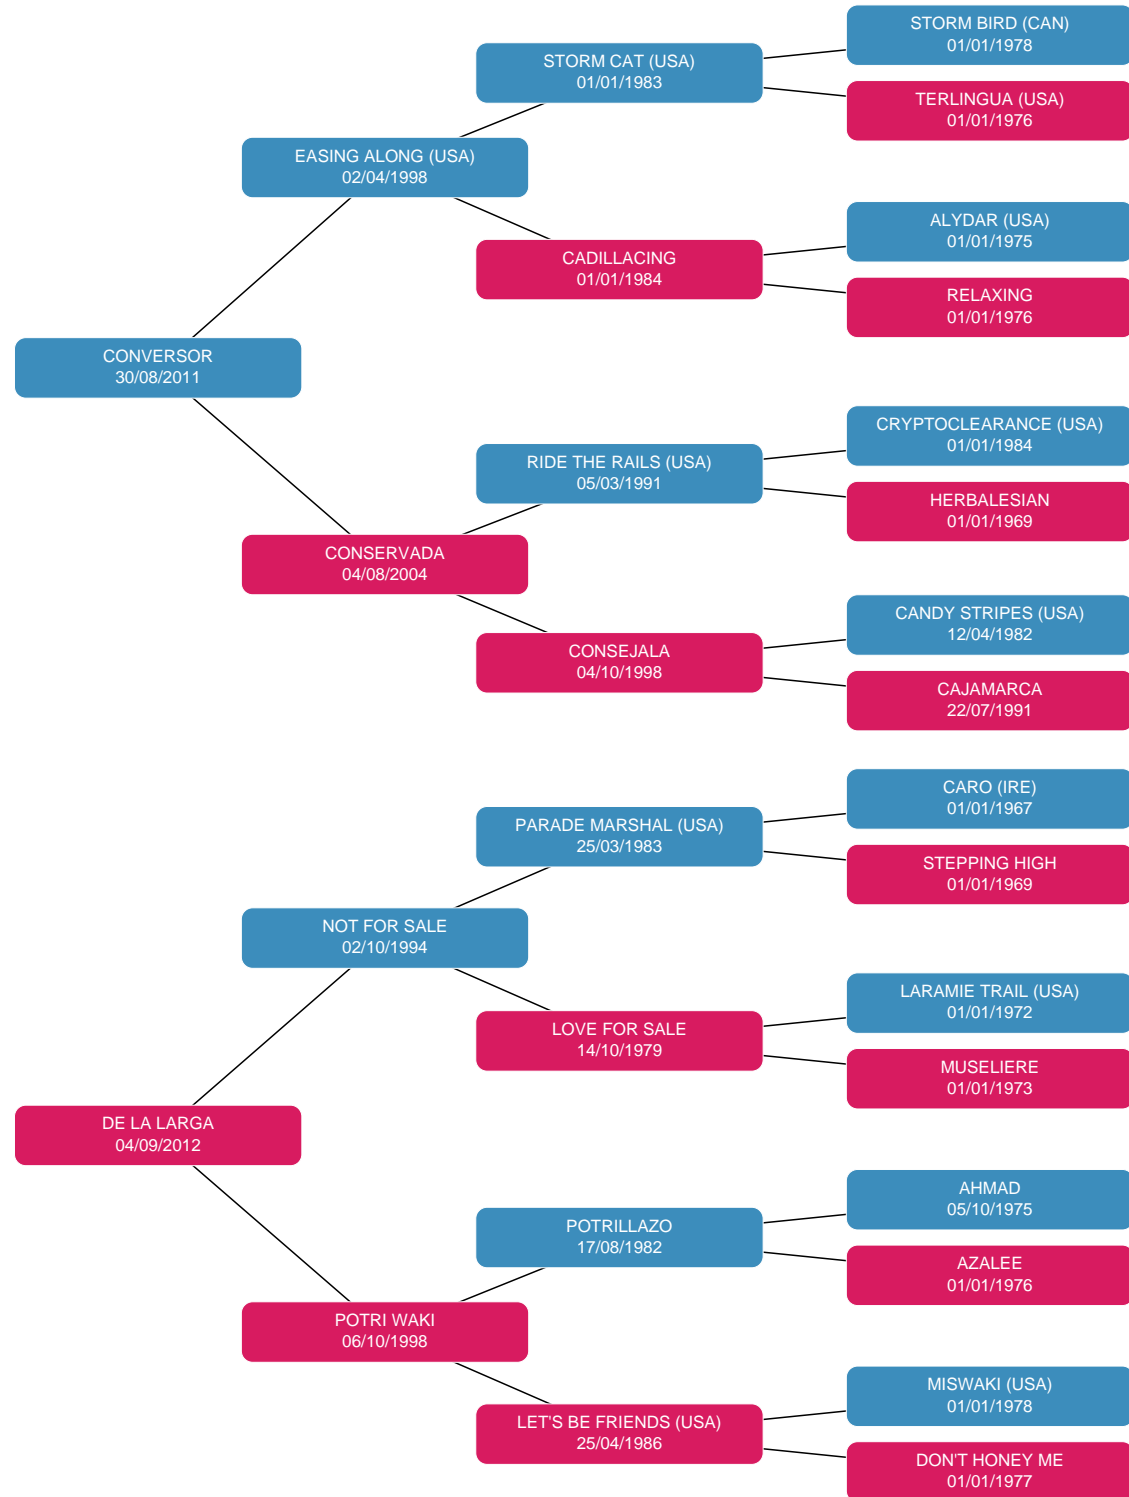 STORM BIRD (CAN)
01/01/1978
STORM CAT (USA)
01/01/1983
TERLINGUA (USA)
01/01/1976
EASING ALONG (USA)
02/04/1998
ALYDAR (USA)
01/01/1975
CADILLACING
01/01/1984
RELAXING
01/01/1976
CONVERSOR
30/08/2011
CRYPTOCLEARANCE (USA)
01/01/1984
RIDE THE RAILS (USA)
05/03/1991
HERBALESIAN
01/01/1969
CONSERVADA
04/08/2004
CANDY STRIPES (USA)
12/04/1982
CONSEJALA
04/10/1998
CAJAMARCA
22/07/1991
CARO (IRE)
01/01/1967
PARADE MARSHAL (USA)
25/03/1983
STEPPING HIGH
01/01/1969
NOT FOR SALE
02/10/1994
LARAMIE TRAIL (USA)
01/01/1972
LOVE FOR SALE
14/10/1979
MUSELIERE
01/01/1973
DE LA LARGA
04/09/2012
AHMAD
05/10/1975
POTRILLAZO
17/08/1982
AZALEE
01/01/1976
POTRI WAKI
06/10/1998
MISWAKI (USA)
01/01/1978
LET'S BE FRIENDS (USA)
25/04/1986
DON'T HONEY ME
01/01/1977